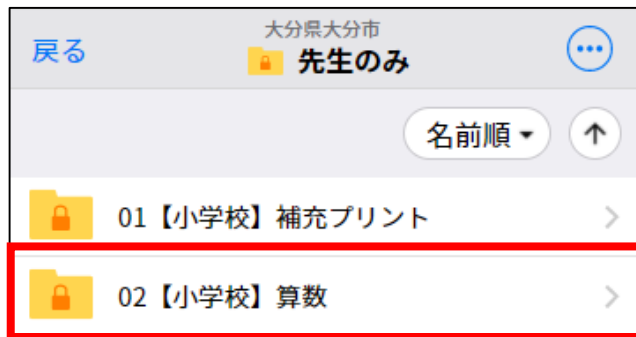 大分県大分市
戻る
先生のみ
名前順
01【小学校】補充プリント
02【小学校】算数